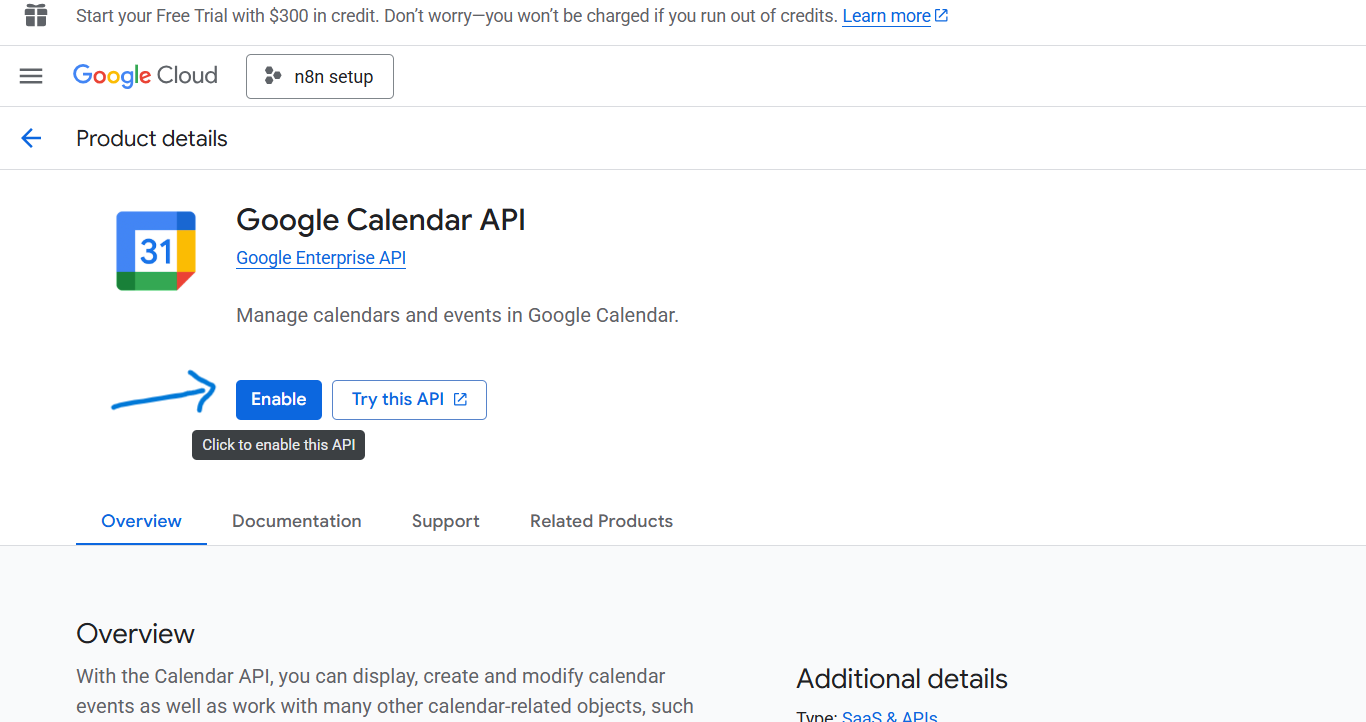 Start your Free Trial with $300 in credit. Don’t worry—you won’t be charged if you run out of credits. Learn more
Google Cloud
n8n setup
Product details
31
Google Calendar API
Google Enterprise API
Manage calendars and events in Google Calendar.
Enable
Try this API
Click to enable this API
Overview
Documentation
Support
Related Products
Overview
With the Calendar API, you can display, create and modify calendar
events as well as work with many other calendar-related objects, such
Additional details
Type: SaaS & APIs